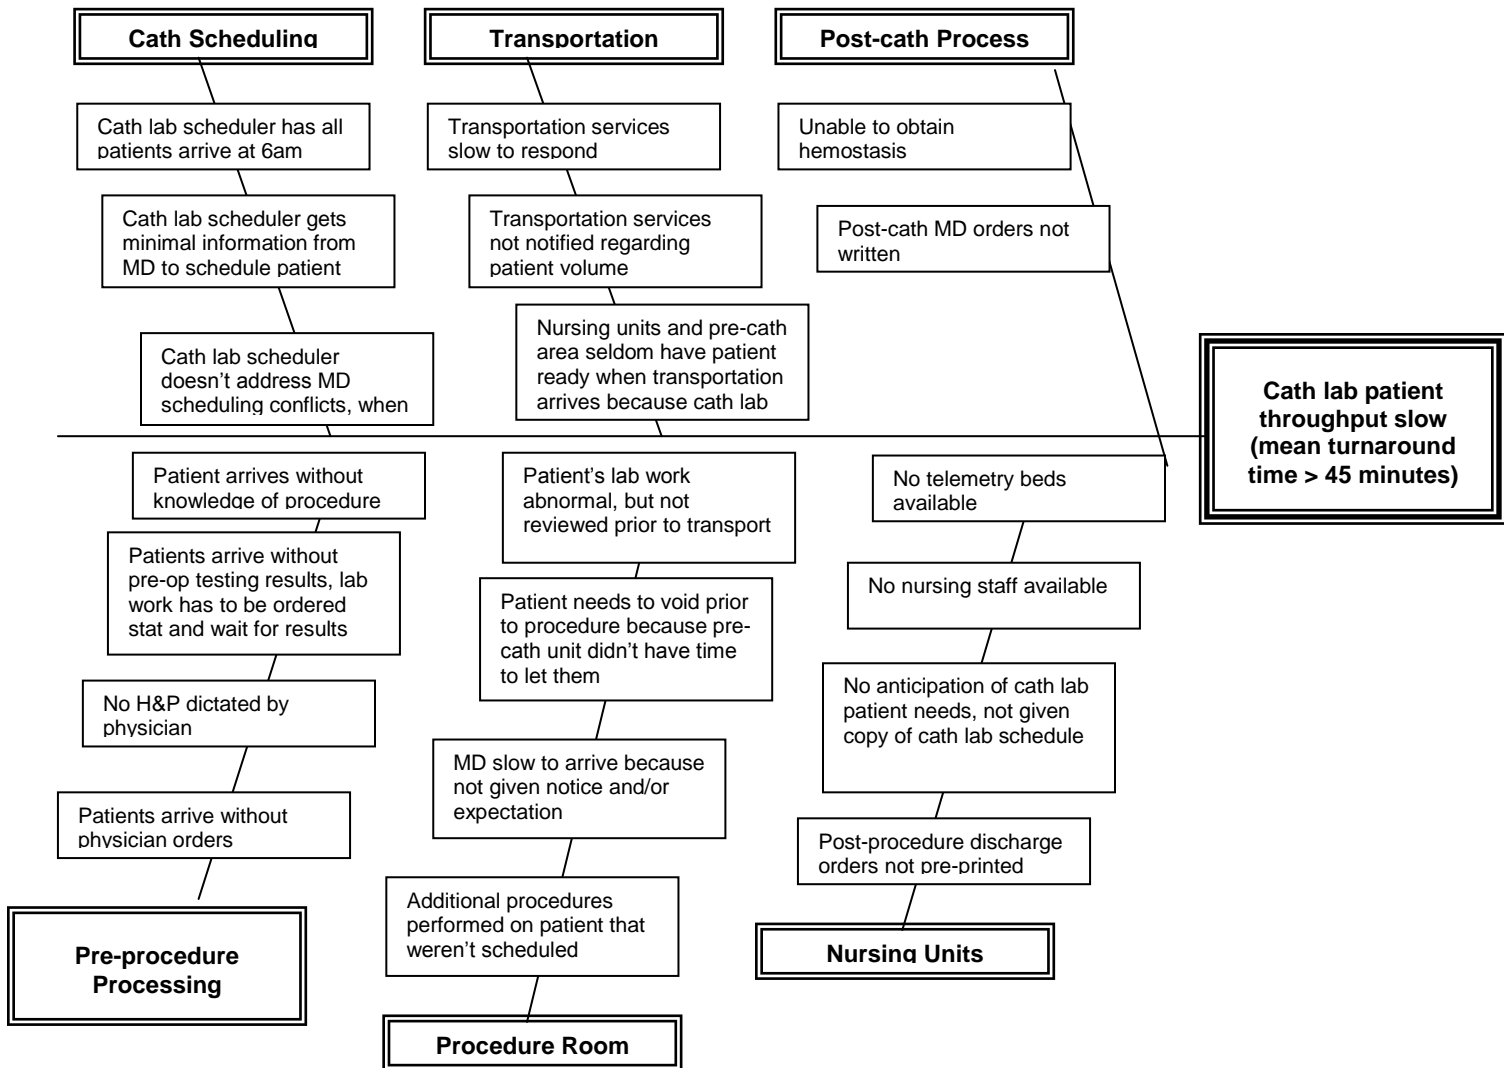 Cath Scheduling
Cath lab scheduler has all
patients arrive at 6am
Cath lab scheduler gets
minimal information from
MD to schedule patient
Cath lab scheduler
doesn’t address MD
scheduling conflicts, when
Transportation
Transportation services
slow to respond
Transportation services
not notified regarding
patient volume
Nursing units and pre-cath
area seldom have patient
ready when transportation
arrives because cath lab
Post-cath Process
Unable to obtain
hemostasis
Post-cath MD orders not
written
Cath lab patient
throughput slow
(mean turnaround
time > 45 minutes)
Patient arrives without
knowledge of procedure
Patients arrive without
pre-op testing results, lab
work has to be ordered
stat and wait for results
No H&P dictated by
physician
Patients arrive without
physician orders
Pre-procedure
Processing
Patient’s lab work
abnormal, but not
reviewed prior to transport
Patient needs to void prior
to procedure because pre-
cath unit didn’t have time
to let them
MD slow to arrive because
not given notice and/or
expectation
Additional procedures
performed on patient that
weren’t scheduled
Procedure Room
No telemetry beds
available
No nursing staff available
No anticipation of cath lab
patient needs, not given
copy of cath lab schedule
Post-procedure discharge
orders not pre-printed
Nursing Units